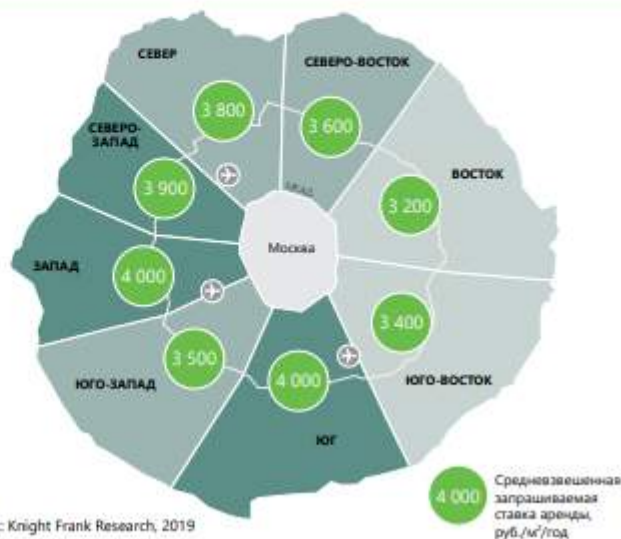 СЕВЕР
СЕВЕРО-ВОСТОК
3 800
3 600
СЕВЕРО-
ЗАПАД
ВОСТОК
3 900
3 200
Москва
ЗАПАД
4 000
3 400
3 500
4 000
ЮГО-ЗАПАД
ЮГО-ВОСТОК
ЮГ
4 000
Средневзвешенная
запрашиваемая
ставка аренды,
руб./м²/год
: Knight Frank Research, 2019